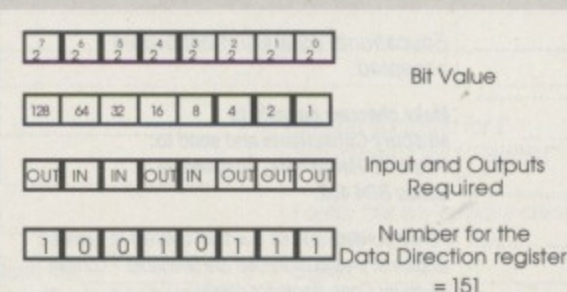 2⁷ 2⁶ 2⁵ 2⁴ 2³ 2² 2¹ 2⁰
Bit Value
128 64 32 16 8 4 2 1
OUT IN IN OUT IN OUT OUT OUT
Input and Outputs
Required
1 0 0 1 0 1 1 1
Number for the
Data Direction register
= 151